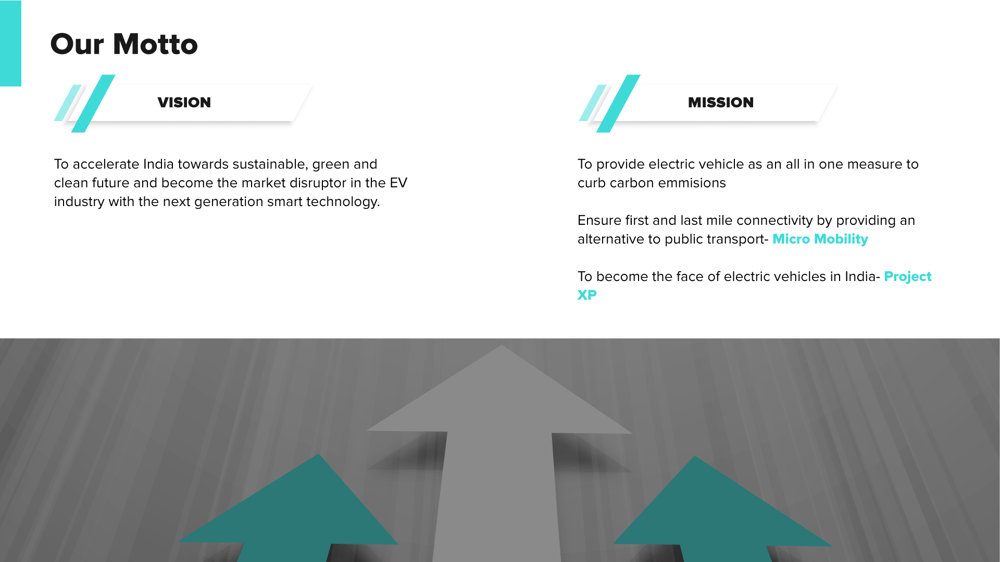 Our Motto
VISION
To accelerate India towards sustainable, green and
clean future and become the market disruptor in the EV
industry with the next generation smart technology.
MISSION
To provide electric vehicle as an all in one measure to
curb carbon emmisions
Ensure first and last mile connectivity by providing an
alternative to public transport- Micro Mobility
To become the face of electric vehicles in India- Project
XP